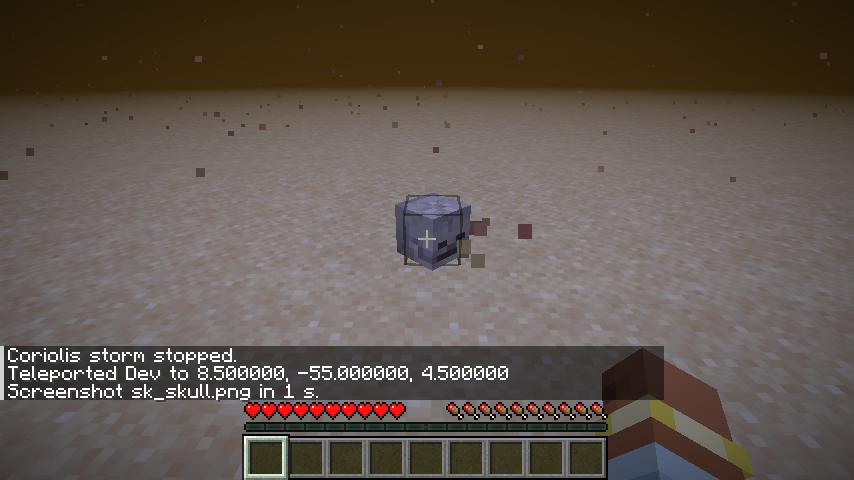 Coriolis storm stopped.
Teleported Dev to 8.500000, -55.000000, 4.500000
Screenshot sk_skull.png in 1 s.